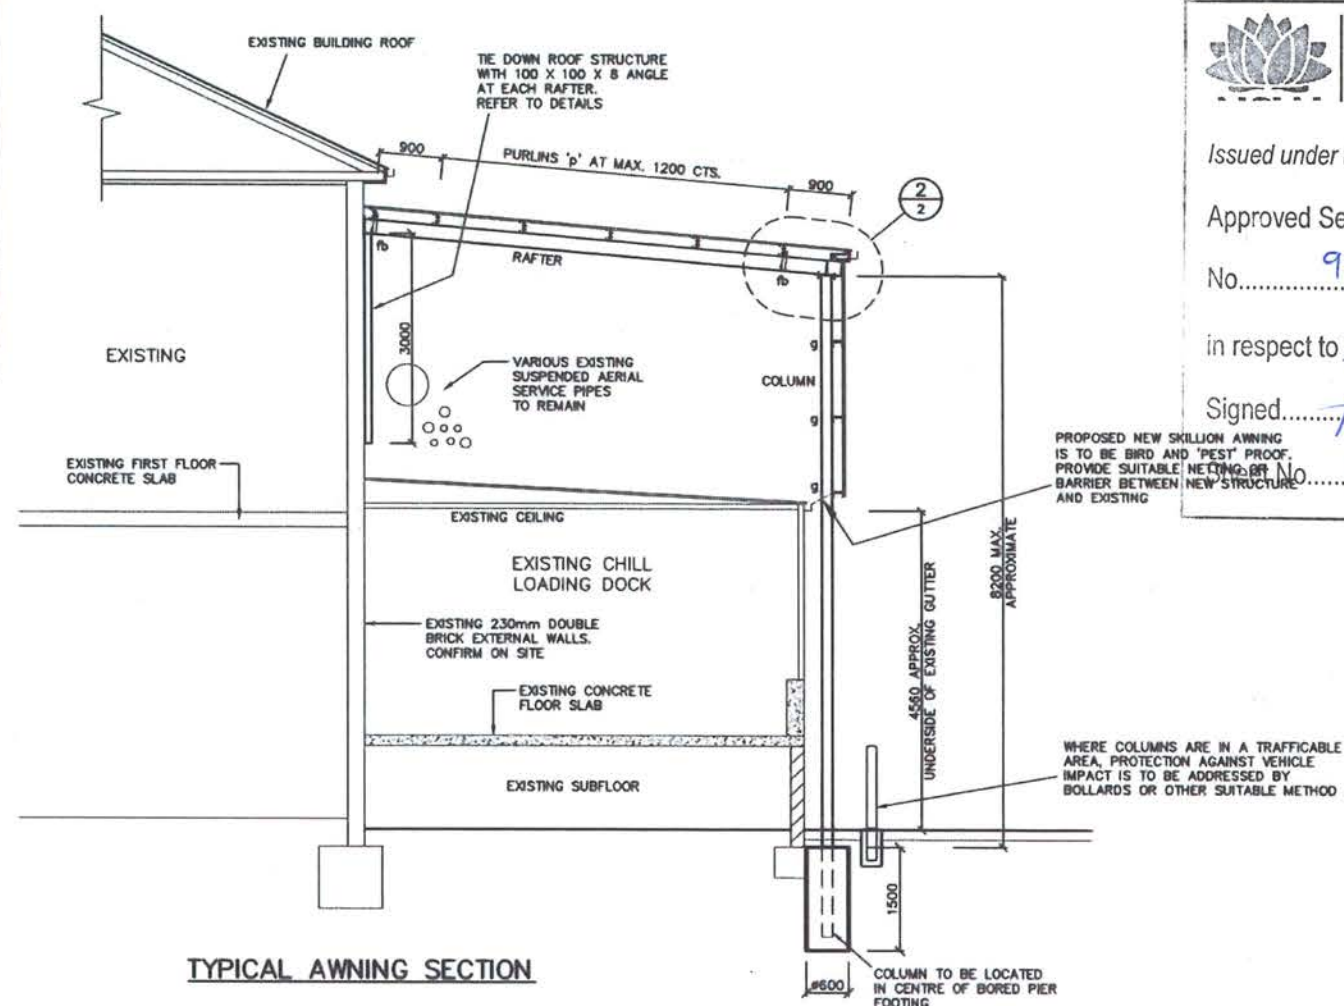 EXISTING BUILDING ROOF
TIE DOWN ROOF STRUCTURE
WITH 100 X 100 X 8 ANGLE
AT EACH RAFTER.
REFER TO DETAILS
900
PURLINS 'p' AT MAX. 1200 CTS.
900
2
2
Issued under
No
in respect to
Signed
fb
RAFTER
fb
EXISTING
3000
VARIOUS EXISTING
SUSPENDED AERIAL
SERVICE PIPES
TO REMAIN
g
COLUMN
g
g
PROPOSED NEW SKILLION AWNING
IS TO BE BIRD AND 'PEST' PROOF.
PROVIDE SUITABLE NETTING OR
BARRIER BETWEEN NEW STRUCTURE
AND EXISTING
No
EXISTING FIRST FLOOR
CONCRETE SLAB
EXISTING CEILING
EXISTING CHILL
LOADING DOCK
EXISTING 230mm DOUBLE
BRICK EXTERNAL WALLS.
CONFIRM ON SITE
EXISTING CONCRETE
FLOOR SLAB
EXISTING SUBFLOOR
4560 APPROX.
UNDERSIDE OF EXISTING GUTTER
8200 MAX.
APPROXIMATE
WHERE COLUMNS ARE IN A TRAFFICABLE
AREA, PROTECTION AGAINST VEHICLE
IMPACT IS TO BE ADDRESSED BY
BOLLARDS OR OTHER SUITABLE METHOD
1500
ø600
COLUMN TO BE LOCATED
IN CENTRE OF BORED PIER
FOOTING
TYPICAL AWNING SECTION